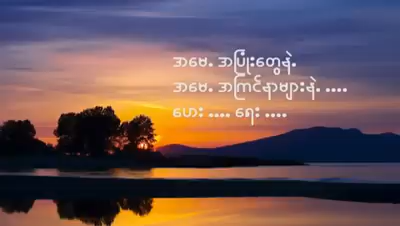 အမေ့ အပြုံးတွေနဲ့
အမေ့ အကြင်နာများနဲ့ ....
ဟေး .... ရေး ....